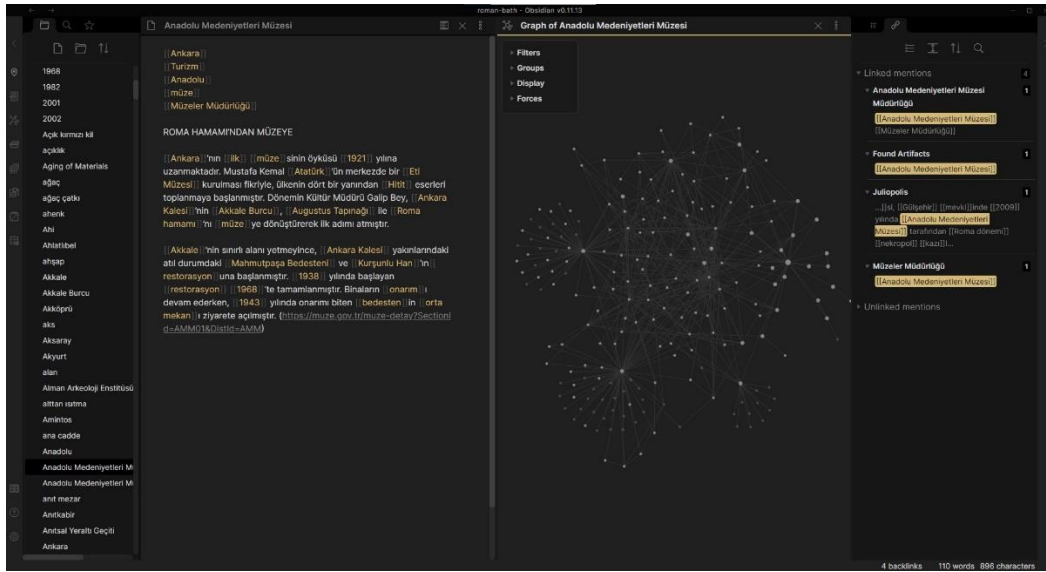 roman-bath - Obsidian v0.11.13
1968
1982
2001
2002
Açık kırmızı kil
açıklık
Aging of Materials
ağaç
ağaç çatkı
ahenk
Ahi
Ahlatlıbel
ahşap
Akkale
Akkale Burcu
Akköprü
aks
Aksaray
Akyurt
alan
Alman Arkeoloji Enstitüsü
alttan ısıtma
Amintos
ana cadde
Anadolu
Anadolu Medeniyetleri M
Anadolu Medeniyetleri M
anıt mezar
Anıtkabir
Anıtsal Yeraltı Geçiti
Ankara
Anadolu Medeniyetleri Müzesi
[[Ankara]]
[[Turizm]]
[[Anadolu]]
[[müze]]
[[Müzeler Müdürlüğü]]
ROMA HAMAMI'NDAN MÜZEYE
[[Ankara]]'nın [[ilk]] [[müze]]sinin öyküsü [[1921]] yılına
uzanmaktadır. Mustafa Kemal [[Atatürk]]'ün merkezde bir [[Eti
Müzesi]] kurulması fikriyle, ülkenin dört bir yanından [[Hitit]] eserleri
toplanmaya başlanmıştır. Dönemin Kültür Müdürü Galip Bey, [[Ankara
Kalesi]]'nin [[Akkale Burcu]], [[Augustus Tapınağı]] ile [[Roma
hamamı]]'nı [[müze]]ye dönüştürerek ilk adımı atmıştır.
[[Akkale]]'nin sınırlı alanı yetmeyince, [[Ankara Kalesi]] yakınlarındaki
atıl durumdaki [[Mahmutpaşa Bedesteni]] ve [[Kurşunlu Han]]'ın
restorasyon]]una başlanmıştır. [[1938]] yılında başlayan
[[restorasyon]] [[1968]]'te tamamlanmıştır. Binaların [[onarım]]ı
devam ederken, [[1943]] yılında onarımı biten [[bedesten]]in [[orta
mekan]]ı ziyarete açılmıştır. (https://muze.gov.tr/muze-detay?SectionI
d=AMM01&DistId=AMM)
Graph of Anadolu Medeniyetleri Müzesi
Filters
Groups
Display
Forces
Linked mentions 4
Anadolu Medeniyetleri Müzesi 1
Müdürlüğü
[[Anadolu Medeniyetleri Müzesi]]
[[Müzeler Müdürlüğü]]
Found Artifacts 1
[[Anadolu Medeniyetleri Müzesi]]
Juliopolis 1
...]]si, [[Gülşehir]] [[mevki]]inde [[2009]]
yılında [[Anadolu Medeniyetleri
Müzesi]] tarafından [[Roma dönemi]]
[[nekropol]] [[kazı]]l...
Müzeler Müdürlüğü 1
[[Anadolu Medeniyetleri Müzesi]]
Unlinked mentions
4 backlinks 110 words 896 characters